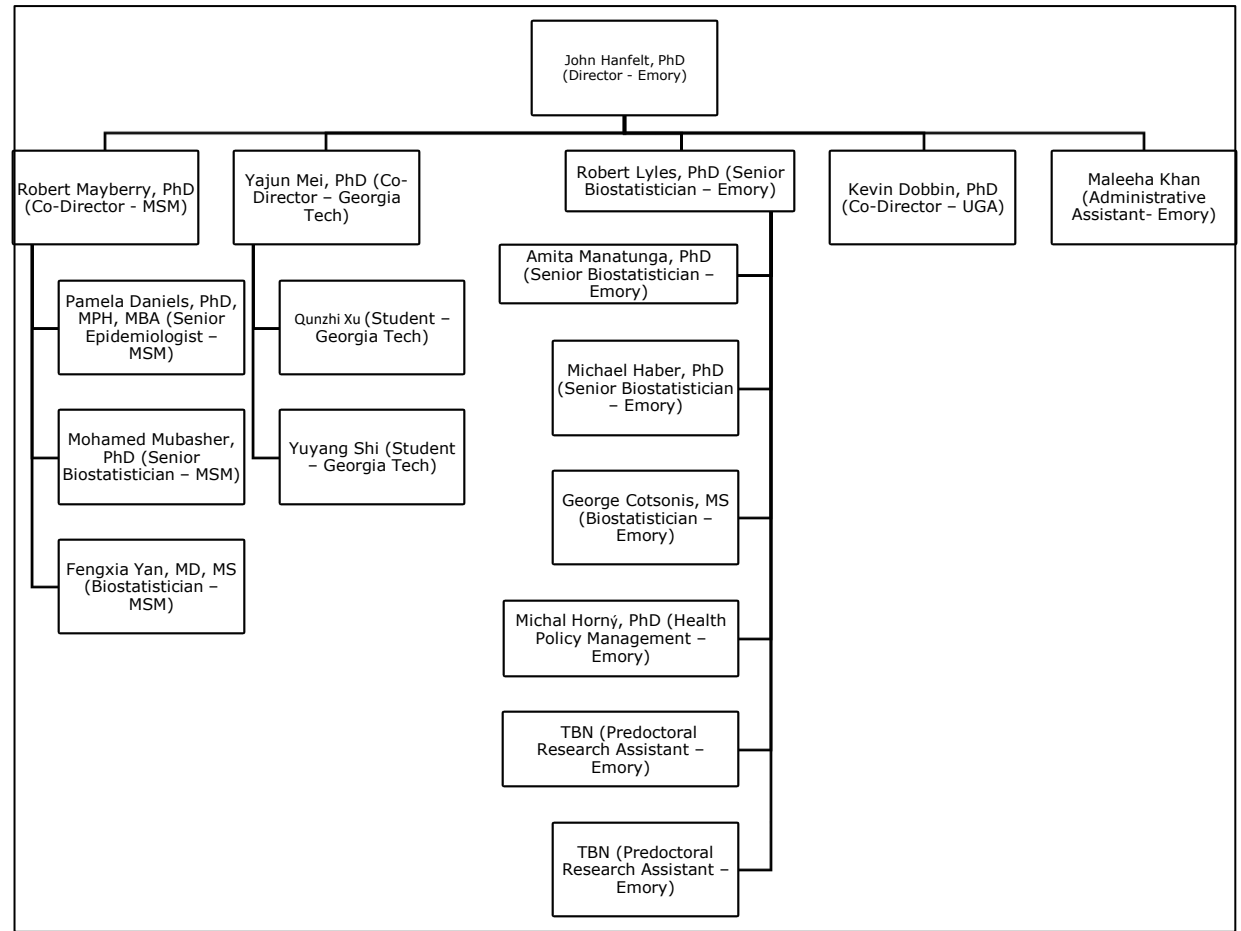 John Hanfelt, PhD
(Director - Emory)
Robert Mayberry, PhD
(Co-Director - MSM)
Pamela Daniels, PhD,
MPH, MBA (Senior
Epidemiologist –
MSM)
Mohamed Mubasher,
PhD (Senior
Biostatistician – MSM)
Fengxia Yan, MD, MS
(Biostatistician –
MSM)
Yajun Mei, PhD (Co-
Director – Georgia
Tech)
Qunzhi Xu (Student –
Georgia Tech)
Yuyang Shi (Student
– Georgia Tech)
Robert Lyles, PhD (Senior
Biostatistician – Emory)
Amita Manatunga, PhD
(Senior Biostatistician –
Emory)
Michael Haber, PhD
(Senior Biostatistician
– Emory)
George Cotsonis, MS
(Biostatistician –
Emory)
Michal Horný, PhD (Health
Policy Management –
Emory)
TBN (Predoctoral
Research Assistant –
Emory)
TBN (Predoctoral
Research Assistant –
Emory)
Kevin Dobbin, PhD
(Co-Director – UGA)
Maleeha Khan
(Administrative
Assistant- Emory)